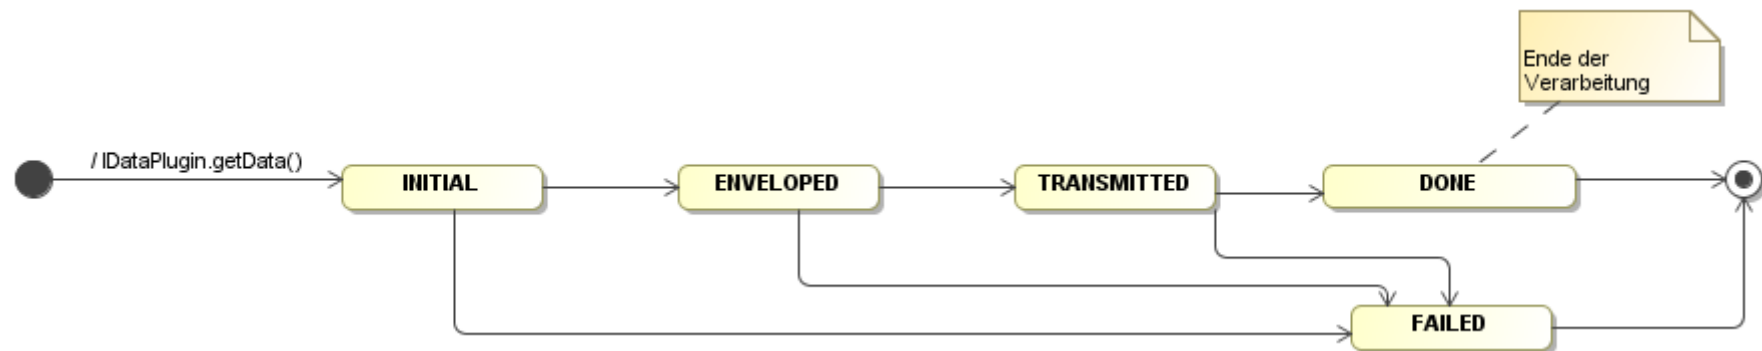 Ende der
Verarbeitung
/ IDataPlugin.getData()
INITIAL
ENVELOPED
TRANSMITTED
DONE
FAILED